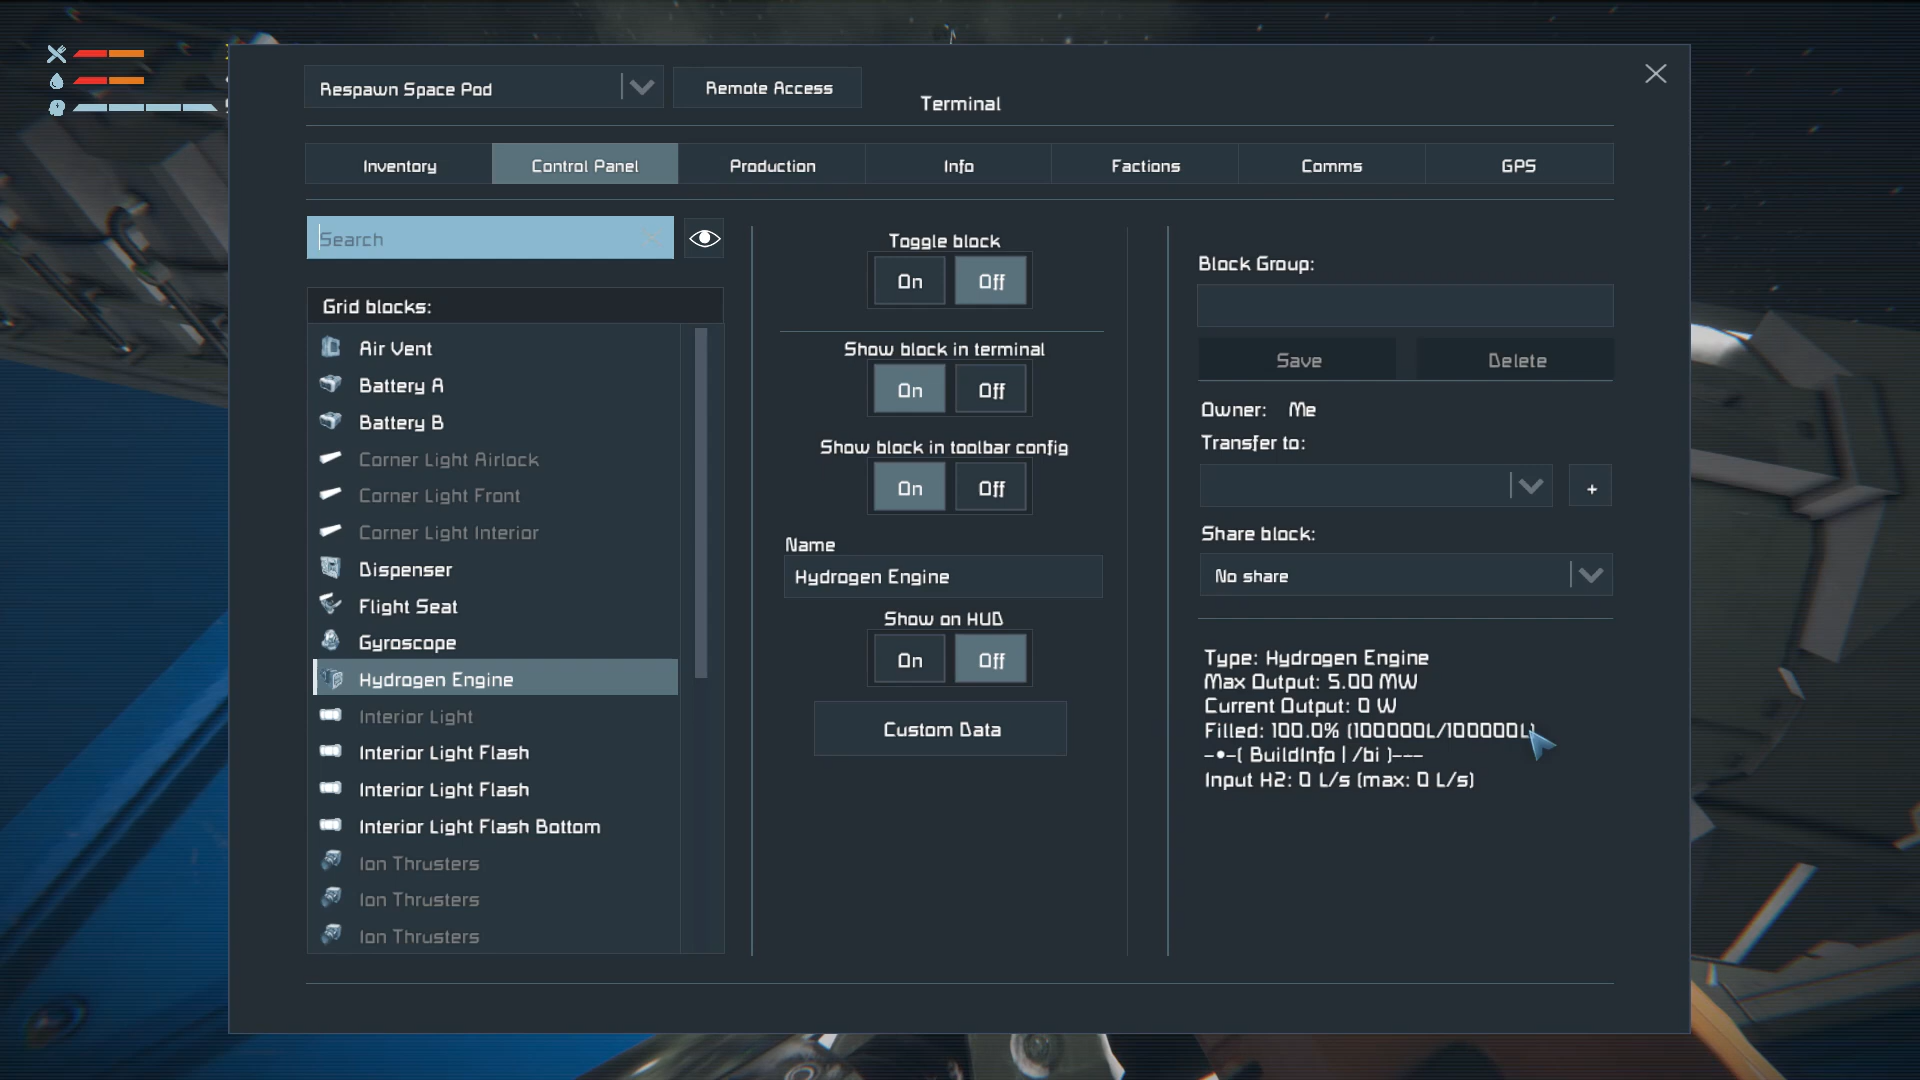 Respawn Space Pod
Remote Access
Terminal
Inventory
Control Panel
Production
Info
Factions
Comms
GPS
Search
Grid blocks:
Air Vent
Battery A
Battery B
Corner Light Airlock
Corner Light Front
Corner Light Interior
Dispenser
Flight Seat
Gyroscope
Hydrogen Engine
Interior Light
Interior Light Flash
Interior Light Flash
Interior Light Flash Bottom
Ion Thrusters
Ion Thrusters
Ion Thrusters
Toggle block
On Off
Show block in terminal
On Off
Show block in toolbar config
On Off
Name
Hydrogen Engine
Show on HUD
On Off
Custom Data
Block Group:
Save Delete
Owner: Me
Transfer to:
+
Share block:
No share
Type: Hydrogen Engine
Max Output: 5.00 MW
Current Output: 0 W
Filled: 100.0% (100000L/100000L)
-•-( BuildInfo | /bi )---
Input H2: 0 L/s (max: 0 L/s)